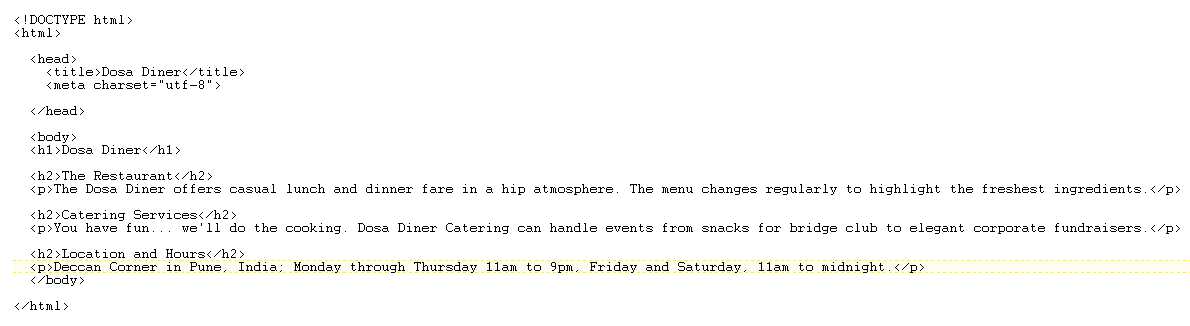 <!DOCTYPE html>
<html>
<head>
<title>Dosa Diner</title>
<meta charset="utf-8">
</head>
<body>
<h1>Dosa Diner</h1>
<h2>The Restaurant</h2>
<p>The Dosa Diner offers casual lunch and dinner fare in a hip atmosphere. The menu changes regularly to highlight the freshest ingredients.</p>
<h2>Catering Services</h2>
<p>You have fun... we'll do the cooking. Dosa Diner Catering can handle events from snacks for bridge club to elegant corporate fundraisers.</p>
<h2>Location and Hours</h2>
<p>Deccan Corner in Pune, India; Monday through Thursday 11am to 9pm, Friday and Saturday, 11am to midnight.</p>
</body>
</html>